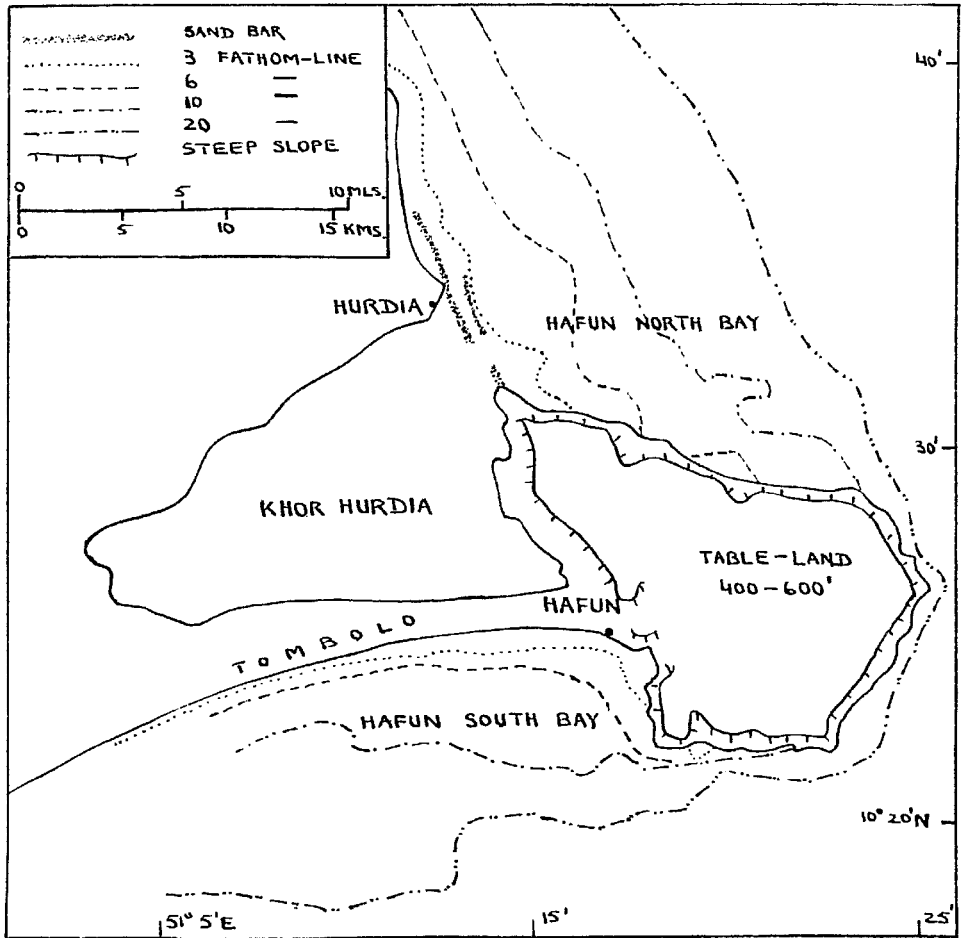 SAND BAR
3 FATHOM-LINE
6 —
10 —
20 —
STEEP SLOPE
0 5 10 MLS.
0 5 10 15 KMS.
40'
HURDIA
HAFUN NORTH BAY
30'
KHOR HURDIA
TABLE-LAND
400-600'
HAFUN
TOMBOLO
HAFUN SOUTH BAY
10° 20'N
51° 5'E 15' 25'